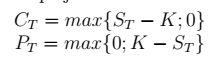 C_T = max{S_T − K; 0}
P_T = max{0; K − S_T}